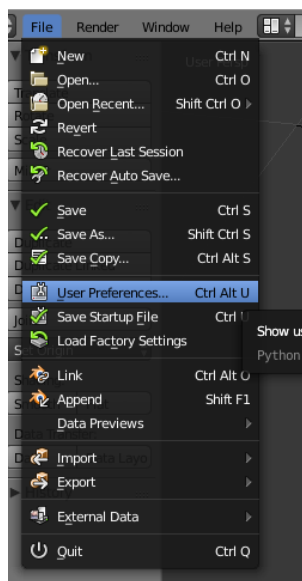 File Render Window Help
New Ctrl N
Open... Ctrl O
Open Recent... Shift Ctrl O
Revert
Recover Last Session
Recover Auto Save...
Save Ctrl S
Save As... Shift Ctrl S
Save Copy... Ctrl Alt S
User Preferences... Ctrl Alt U
Save Startup File Ctrl U
Load Factory Settings
Show us
Python
Link Ctrl Alt O
Append Shift F1
Data Previews
Import
Export
External Data
Quit Ctrl Q